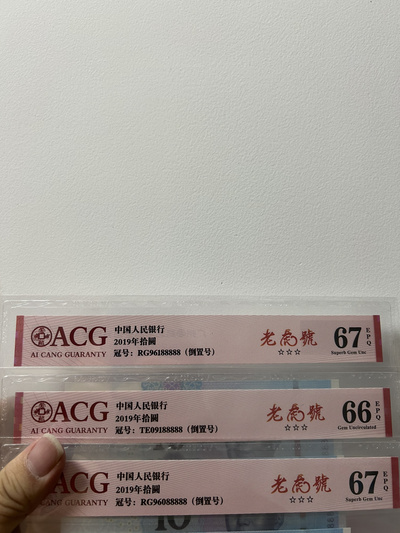 ACG
AI CANG GUARANTY
中国人民银行
2019年拾圆
冠号：RG96188888（倒置号）
老商號
☆☆☆
67
EPQ
Superb Gem Unc
ACG
AI CANG GUARANTY
中国人民银行
2019年拾圆
冠号：TE09188888（倒置号）
老商號
☆☆☆
66
EPQ
Gem Uncirculated
ACG
CANG GUARANTY
中国人民银行
2019年拾圆
冠号：RG96088888（倒置号）
老商號
☆☆☆
67
EPQ
Superb Gem Unc
10